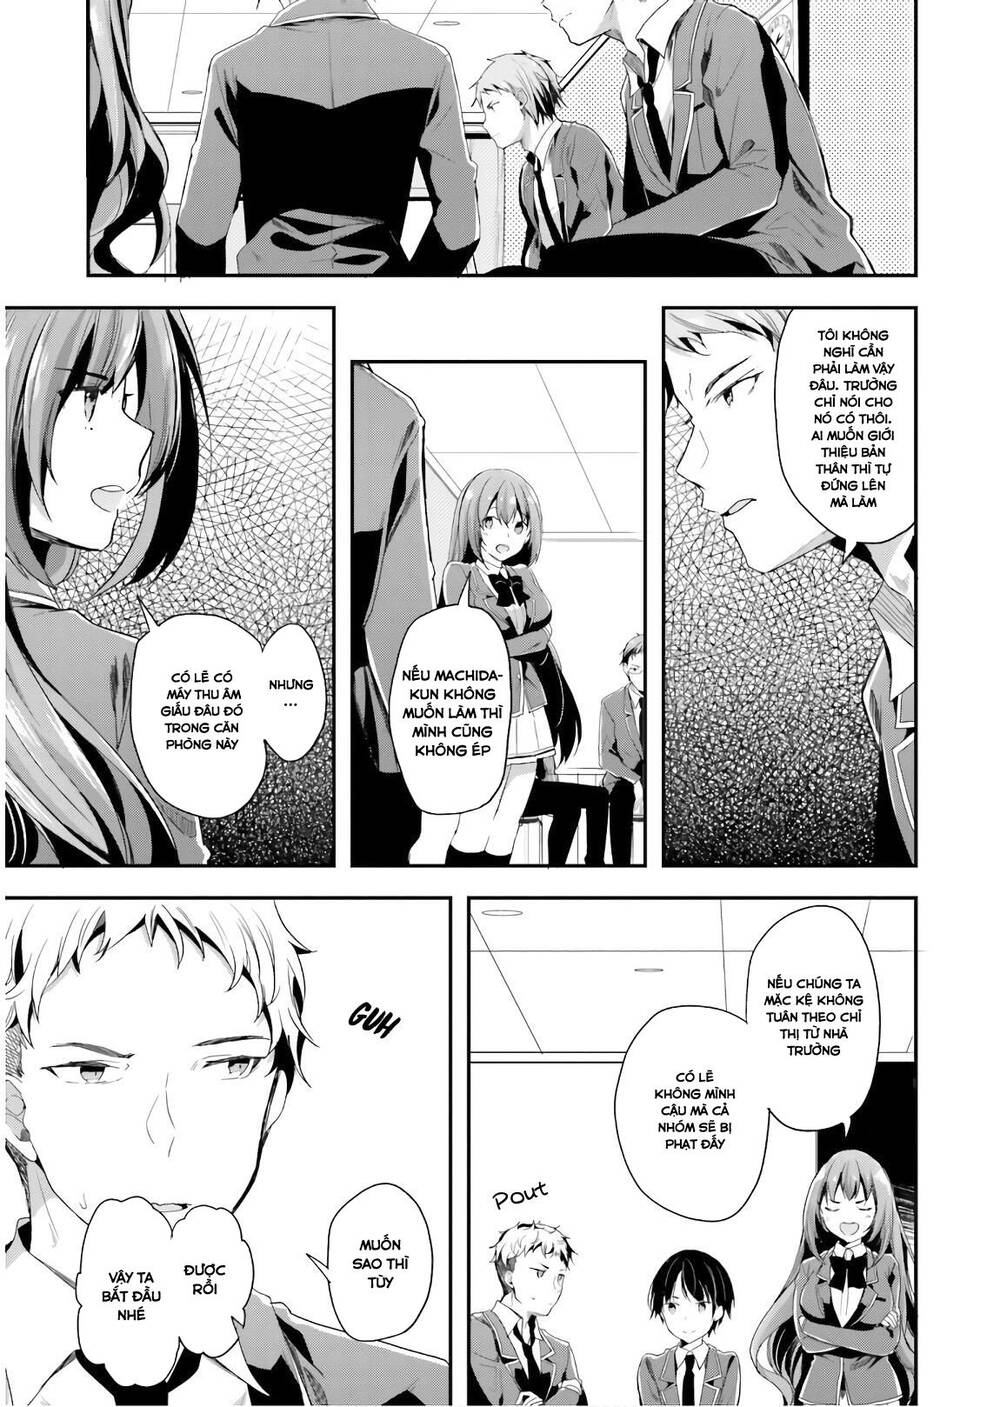 TÔI KHÔNG
NGHĨ CẦN
PHẢI LÀM VẬY
ĐÂU. TRƯỜNG
CHỈ NÓI CHO
NÓ CÓ THÔI.
AI MUỐN GIỚI
THIỆU BẢN
THÂN THÌ TỰ
ĐỨNG LÊN
MÀ LÀM
NẾU MACHIDA-
KUN KHÔNG
MUỐN LÀM THÌ
MÌNH CŨNG
KHÔNG ÉP
NHƯNG
...
CÓ LẼ CÓ
MÁY THU ÂM
GIẤU ĐÂU ĐÓ
TRONG CĂN
PHÒNG NÀY
NẾU CHÚNG TA
MẶC KỆ KHÔNG
TUÂN THEO CHỈ
THỊ TỪ NHÀ
TRƯỜNG
CÓ LẼ
KHÔNG MÌNH
CẬU MÀ CẢ
NHÓM SẼ BỊ
PHẠT ĐẤY
Pout
GUH
MUỐN
SAO THÌ
TÙY
ĐƯỢC
RỒI
VẬY TA
BẮT ĐẦU
NHÉ